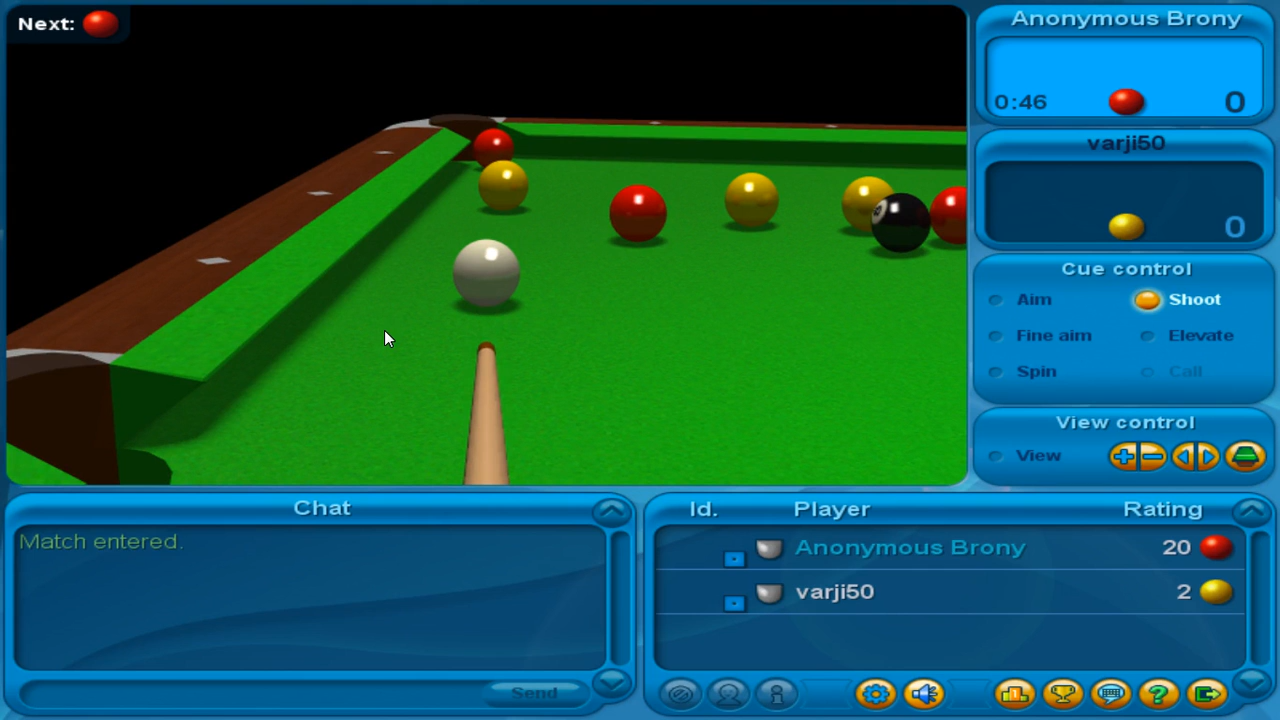 Next:
Anonymous Brony
0:46
0
varji50
0
Cue control
Aim
Shoot
Fine aim
Elevate
Spin
Call
View control
View
Chat
Match entered.
Send
Id. Player Rating
Anonymous Brony 20
varji50 2